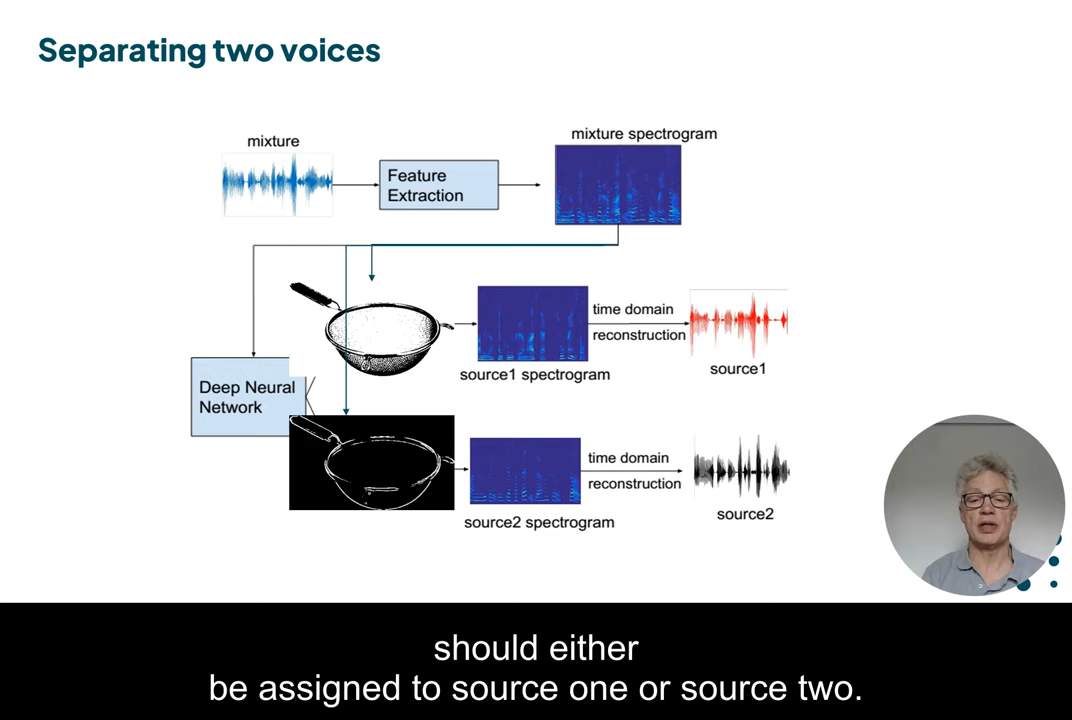 Separating two voices
mixture
Feature
Extraction
mixture spectrogram
source1 spectrogram
time domain
reconstruction
source1
Deep Neural
Network
source2 spectrogram
time domain
reconstruction
source2
should either
be assigned to source one or source two.